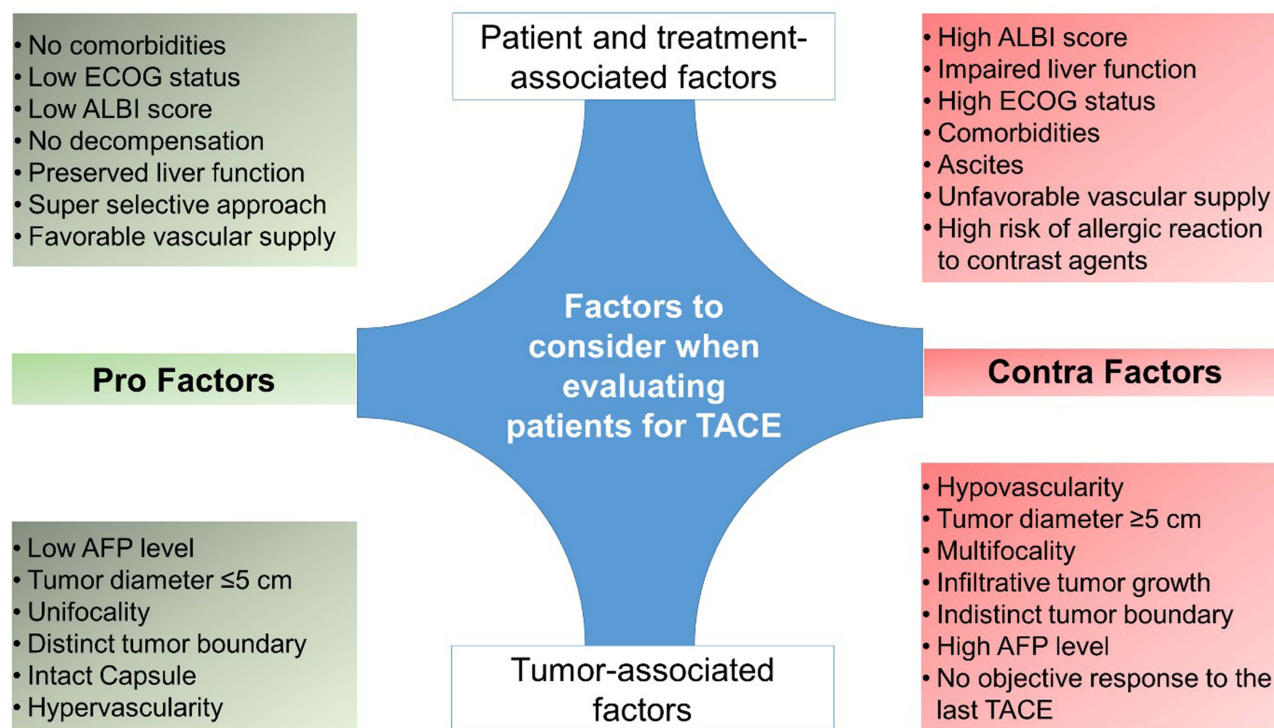 • No comorbidities
• Low ECOG status
• Low ALBI score
• No decompensation
• Preserved liver function
• Super selective approach
• Favorable vascular supply
Patient and treatment-
associated factors
• High ALBI score
• Impaired liver function
• High ECOG status
• Comorbidities
• Ascites
• Unfavorable vascular supply
• High risk of allergic reaction
to contrast agents
Pro Factors
Factors to
consider when
evaluating
patients for TACE
Contra Factors
• Low AFP level
• Tumor diameter ≤5 cm
• Unifocality
• Distinct tumor boundary
• Intact Capsule
• Hypervascularity
Tumor-associated
factors
• Hypovascularity
• Tumor diameter ≥5 cm
• Multifocality
• Infiltrative tumor growth
• Indistinct tumor boundary
• High AFP level
• No objective response to the
last TACE